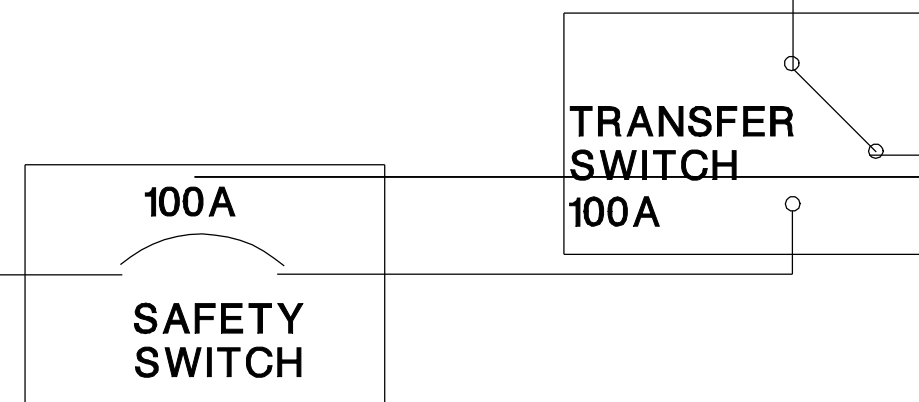 TRANSFER
SWITCH
100A
100A
SAFETY
SWITCH